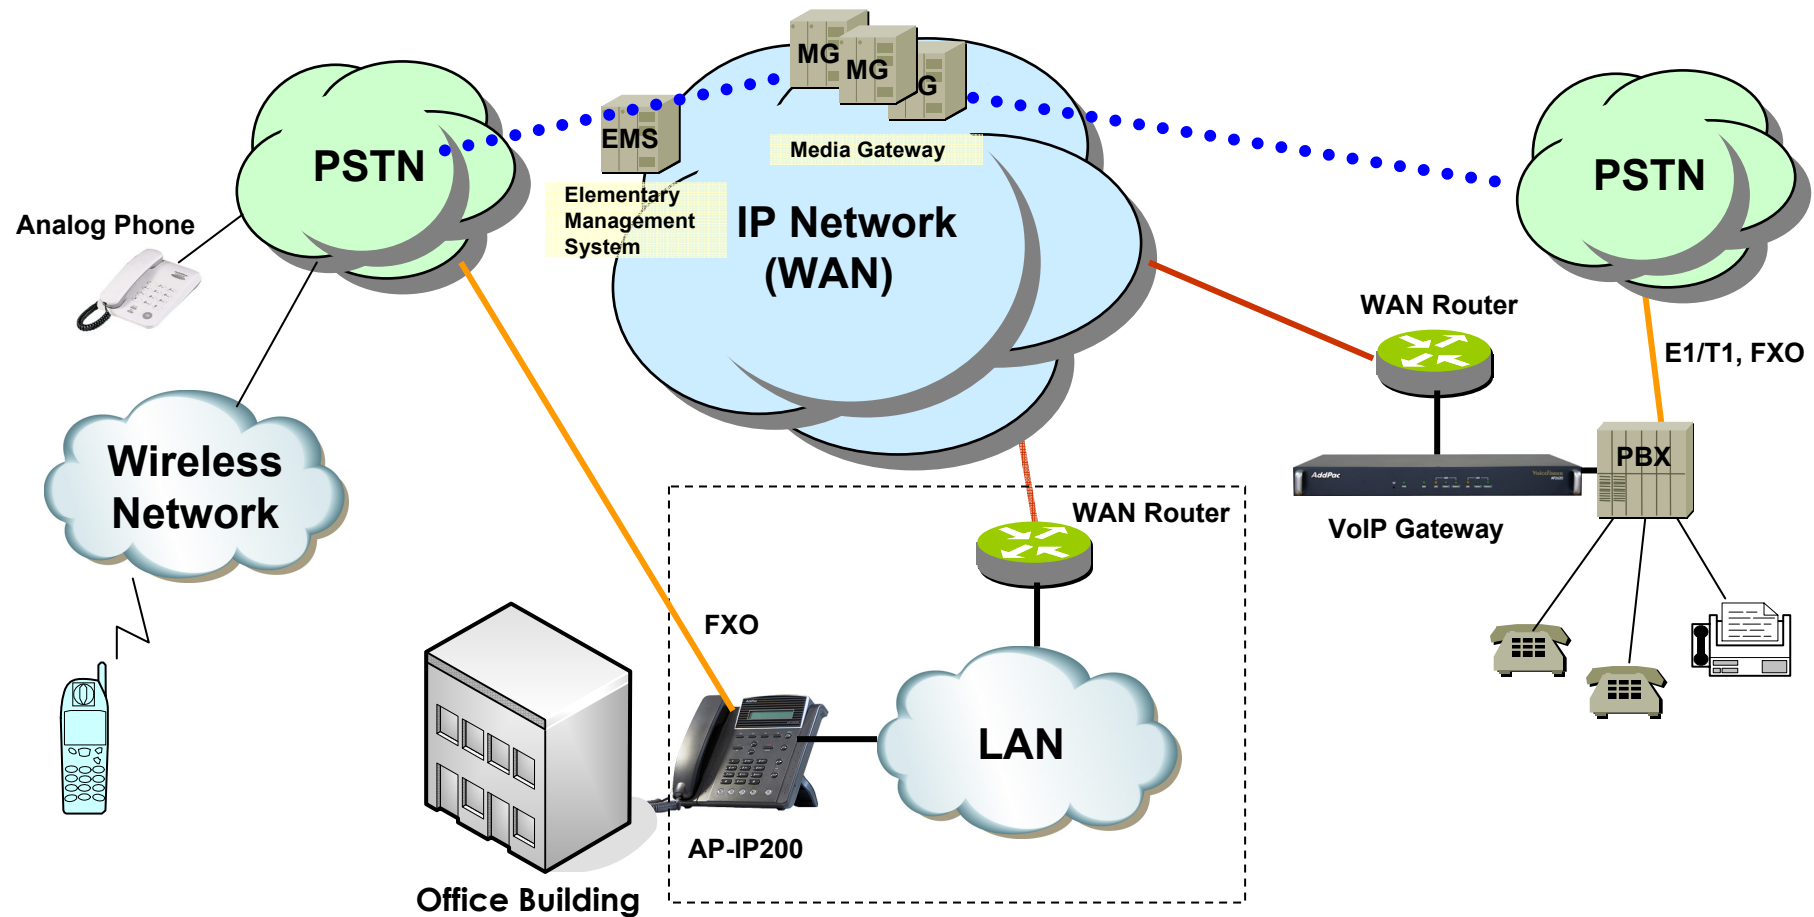 MG
MG
G
EMS
Media Gateway
PSTN
PSTN
Elementary
Management
System
IP Network
(WAN)
Analog Phone
WAN Router
E1/T1, FXO
Wireless
Network
PBX
AddPac
VoIP Gateway
WAN Router
FXO
LAN
AP-IP200
Office Building